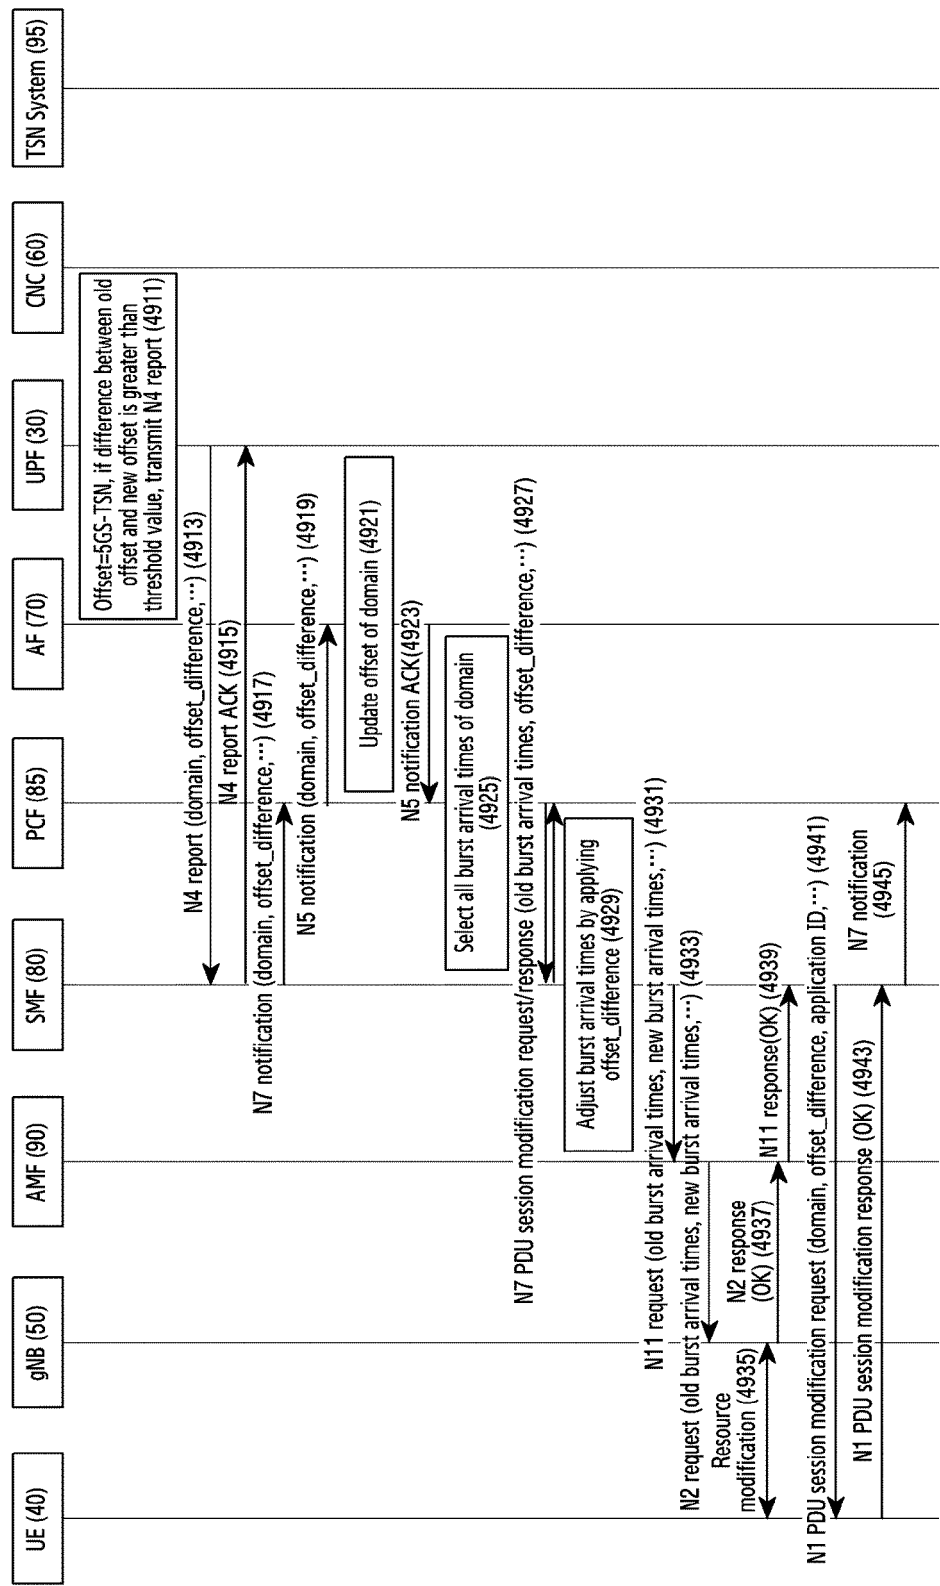 UE (40)
gNB (50)
AMF (90)
SMF (80)
PCF (85)
AF (70)
UPF (30)
CNC (60)
TSN System (95)
Offset=5GS-TSN, if difference between old
offset and new offset is greater than
threshold value, transmit N4 report (4911)
N4 report (domain, offset_difference,⋯) (4913)
N4 report ACK (4915)
N7 notification (domain, offset_difference,⋯) (4917)
N5 notification (domain, offset_difference,⋯) (4919)
Update offset of domain (4921)
N5 notification ACK(4923)
Select all burst arrival times of domain
(4925)
N7 PDU session modification request/response (old burst arrival times, offset_difference,⋯) (4927)
Adjust burst arrival times by applying
offset_difference (4929)
N11 request (old burst arrival times, new burst arrival times,⋯) (4931)
N2 request (old burst arrival times, new burst arrival times,⋯) (4933)
Resource
modification (4935)
N2 response
(OK) (4937)
N11 response(OK) (4939)
N1 PDU session modification request (domain, offset_difference, application ID,⋯) (4941)
N1 PDU session modification response (OK) (4943)
N7 notification
(4945)